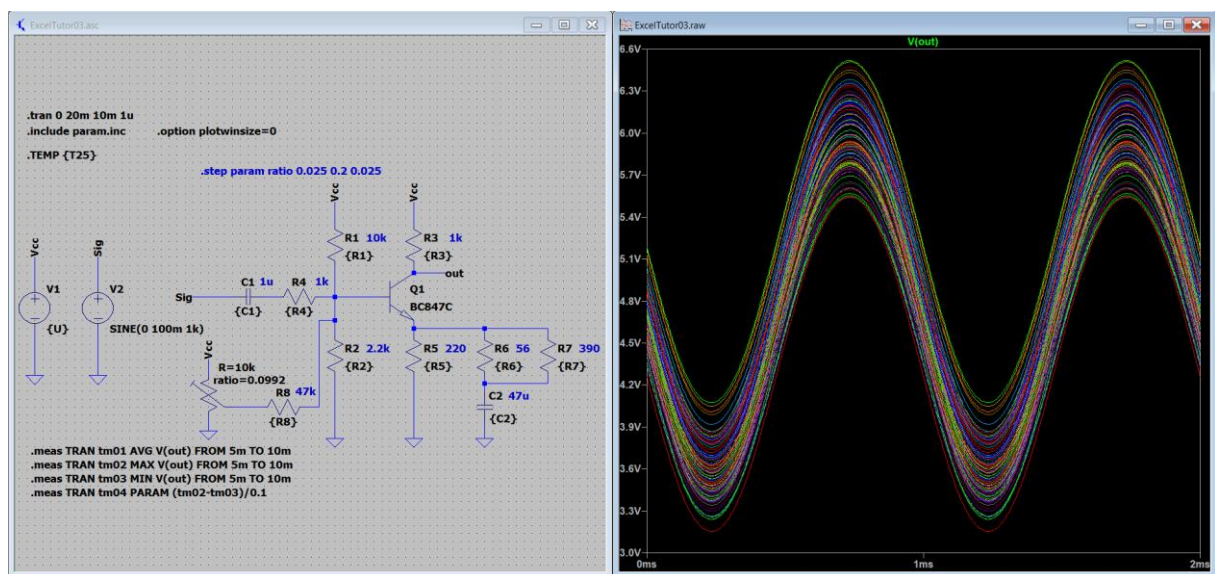 ExcelTutor03.asc
.tran 0 20m 10m 1u
.include param.inc .option plotwinsize=0
.TEMP {T25}
.step param ratio 0.025 0.2 0.025
Vcc
V1
{U}
Sig
V2
SINE(0 100m 1k)
Sig
C1 1u
{C1}
R4 1k
{R4}
Vcc
R1 10k
{R1}
Vcc
R3 1k
{R3}
out
Q1
BC847C
R2 2.2k
{R2}
R5 220
{R5}
R6 56
{R6}
R7 390
{R7}
C2 47u
{C2}
Vcc
R=10k
ratio=0.0992
R8 47k
{R8}
.meas TRAN tm01 AVG V(out) FROM 5m TO 10m
.meas TRAN tm02 MAX V(out) FROM 5m TO 10m
.meas TRAN tm03 MIN V(out) FROM 5m TO 10m
.meas TRAN tm04 PARAM (tm02-tm03)/0.1
ExcelTutor03.raw
V(out)
6.6V
6.3V
6.0V
5.7V
5.4V
5.1V
4.8V
4.5V
4.2V
3.9V
3.6V
3.3V
3.0V
0ms 1ms 2ms